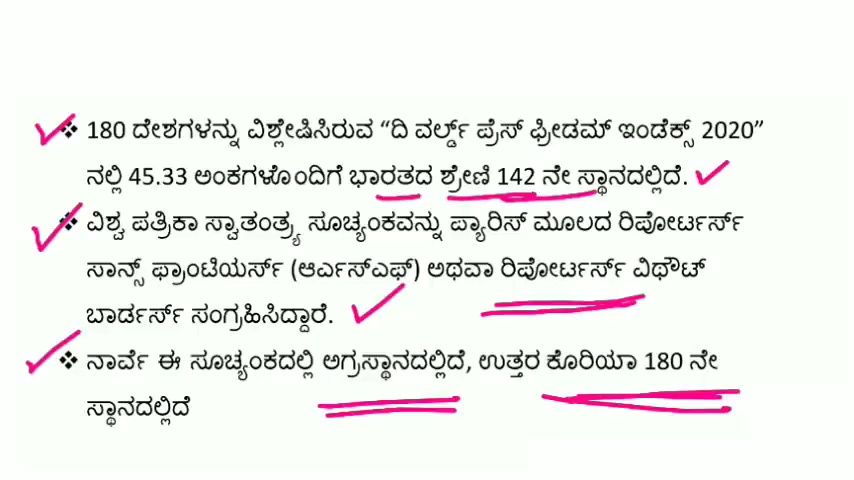 ❖ 180 ದೇಶಗಳನ್ನು ವಿಶ್ಲೇಷಿಸಿರುವ “ದಿ ವರ್ಲ್ಡ್ ಪ್ರೆಸ್ ಫ್ರೀಡಮ್ ಇಂಡೆಕ್ಸ್ 2020”
ನಲ್ಲಿ 45.33 ಅಂಕಗಳೊಂದಿಗೆ ಭಾರತದ ಶ್ರೇಣಿ 142 ನೇ ಸ್ಥಾನದಲ್ಲಿದೆ.
❖ ವಿಶ್ವ ಪತ್ರಿಕಾ ಸ್ವಾತಂತ್ರ್ಯ ಸೂಚ್ಯಂಕವನ್ನು ಪ್ಯಾರಿಸ್ ಮೂಲದ ರಿಪೋರ್ಟರ್ಸ್
ಸಾನ್ಸ್ ಫ್ರಾಂಟಿಯರ್ಸ್ (ಆರ್ಎಸ್ಎಫ್) ಅಥವಾ ರಿಪೋರ್ಟರ್ಸ್ ವಿಥೌಟ್
ಬಾರ್ಡರ್ಸ್ ಸಂಗ್ರಹಿಸಿದ್ದಾರೆ.
❖ ನಾರ್ವೆ ಈ ಸೂಚ್ಯಂಕದಲ್ಲಿ ಅಗ್ರಸ್ಥಾನದಲ್ಲಿದೆ, ಉತ್ತರ ಕೊರಿಯಾ 180 ನೇ
ಸ್ಥಾನದಲ್ಲಿದೆ